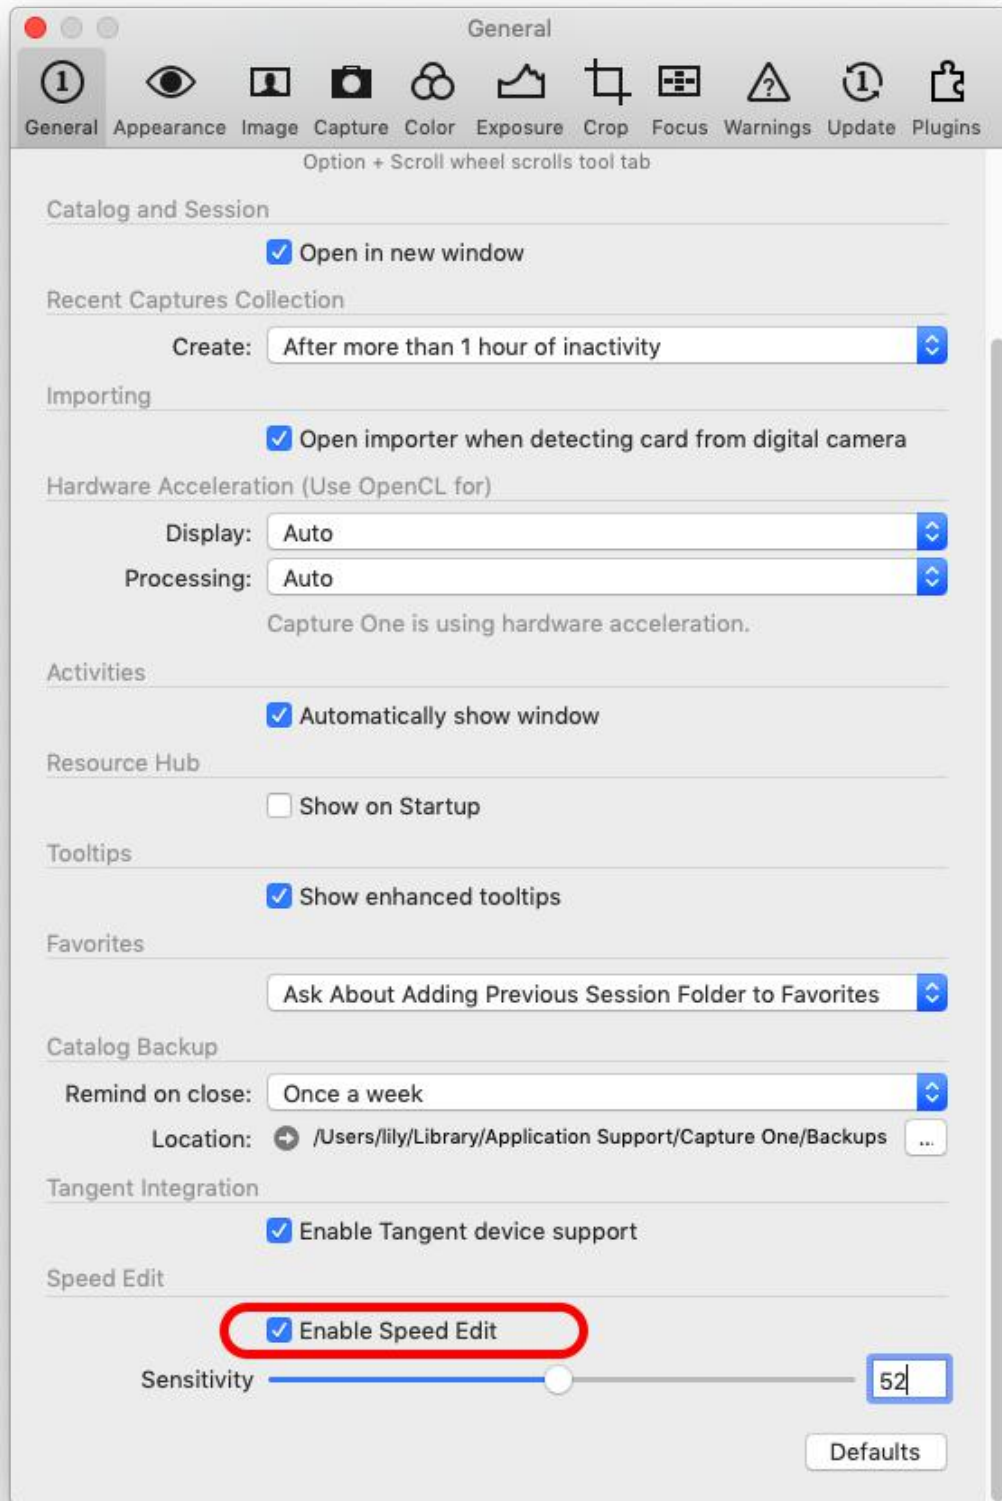 General
General Appearance Image Capture Color Exposure Crop Focus Warnings Update Plugins
Option + Scroll wheel scrolls tool tab
Catalog and Session
Open in new window
Recent Captures Collection
Create: After more than 1 hour of inactivity
Importing
Open importer when detecting card from digital camera
Hardware Acceleration (Use OpenCL for)
Display: Auto
Processing: Auto
Capture One is using hardware acceleration.
Activities
Automatically show window
Resource Hub
Show on Startup
Tooltips
Show enhanced tooltips
Favorites
Ask About Adding Previous Session Folder to Favorites
Catalog Backup
Remind on close: Once a week
Location: /Users/lily/Library/Application Support/Capture One/Backups ...
Tangent Integration
Enable Tangent device support
Speed Edit
Enable Speed Edit
Sensitivity 52
Defaults